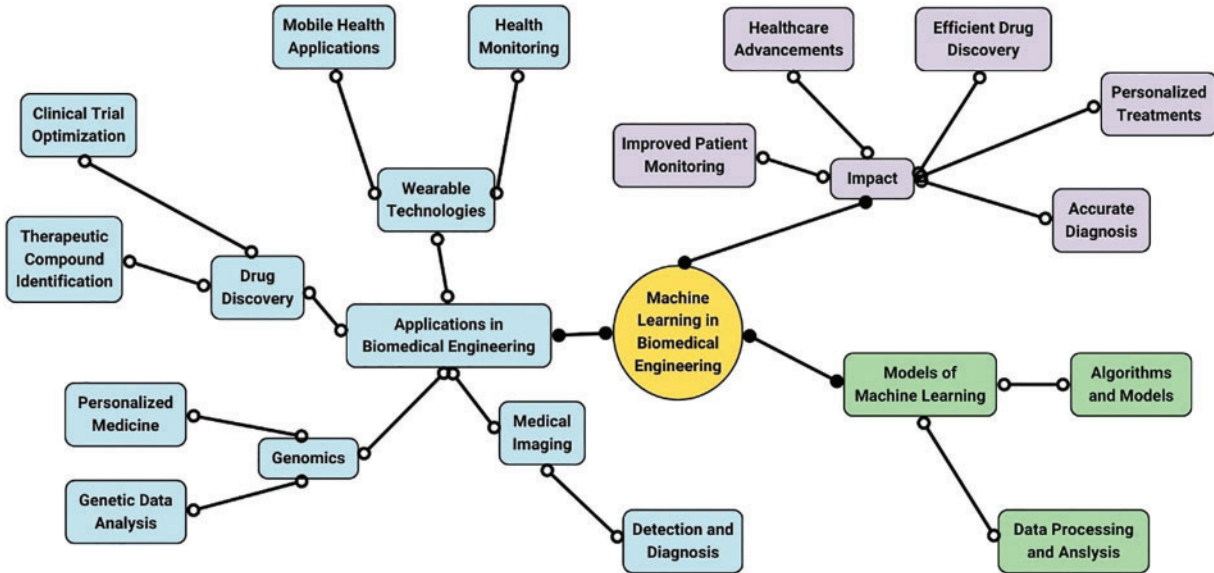 Mobile Health
Applications
Health
Monitoring
Healthcare
Advancements
Efficient Drug
Discovery
Clinical Trial
Optimization
Personalized
Treatments
Improved Patient
Monitoring
Impact
Wearable
Technologies
Accurate
Diagnosis
Therapeutic
Compound
Identification
Drug
Discovery
Applications in
Biomedical Engineering
Machine
Learning in
Biomedical
Engineering
Models of
Machine Learning
Algorithms
and Models
Personalized
Medicine
Genomics
Medical
Imaging
Genetic Data
Analysis
Detection and
Diagnosis
Data Processing
and Anslysis